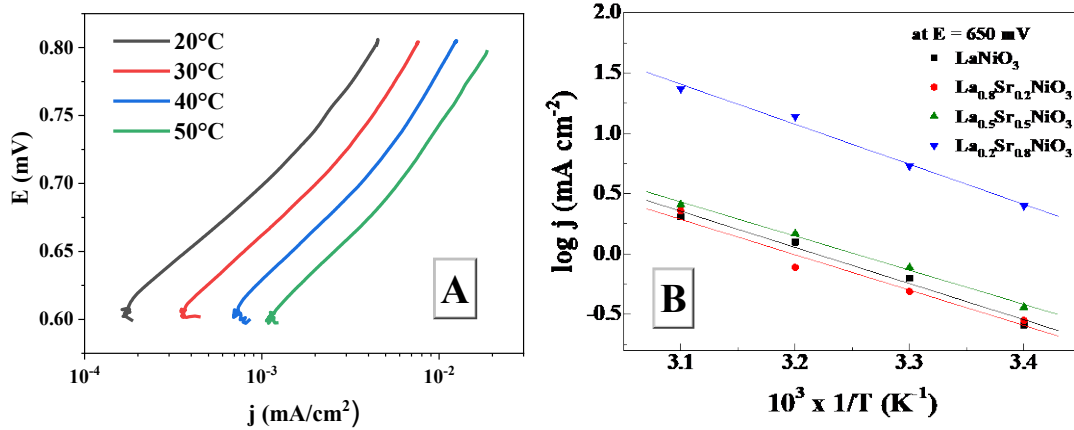 20°C
30°C
40°C
50°C
0.80
0.75
0.70
0.65
0.60
E (mV)
A
10⁻⁴
10⁻³
10⁻²
j (mA/cm²)
2.0
1.5
1.0
0.5
0.0
-0.5
log j (mA cm⁻²)
at E = 650 mV
LaNiO₃
La₀.₈Sr₀.₂NiO₃
La₀.₅Sr₀.₅NiO₃
La₀.₂Sr₀.₈NiO₃
B
3.1
3.2
3.3
3.4
10³ x 1/T (K⁻¹)